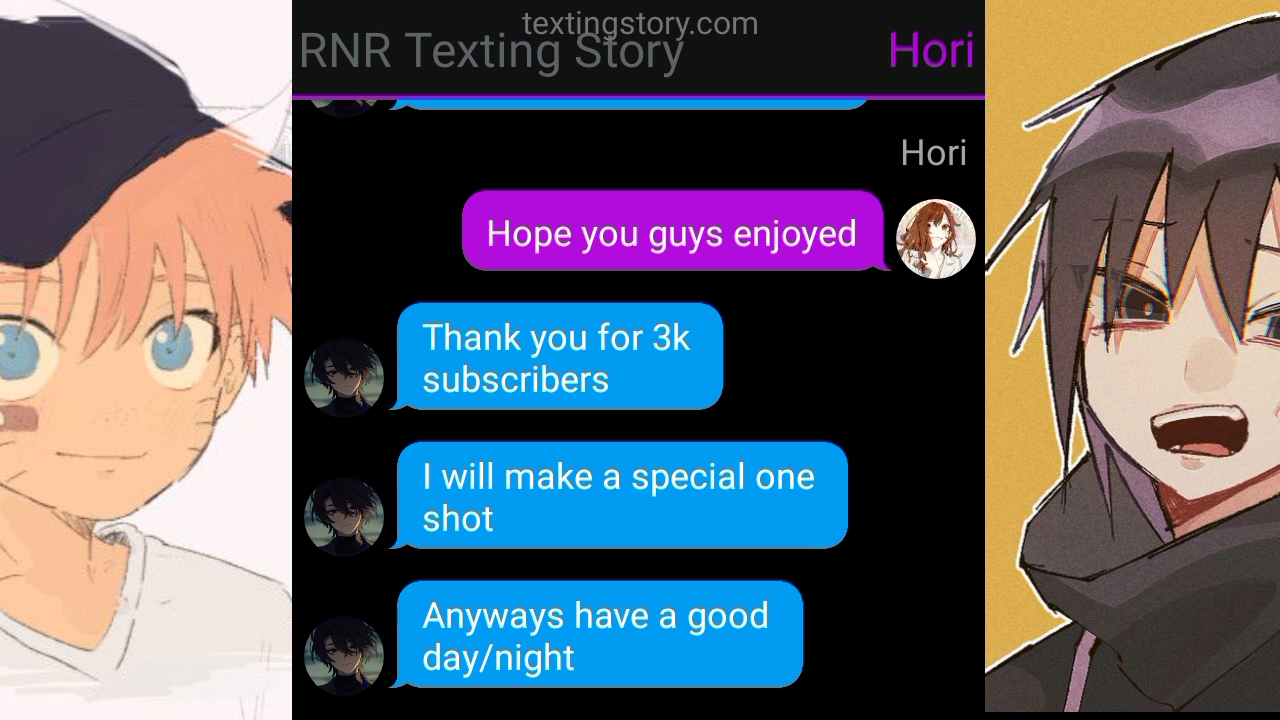 textingstory.com
RNR Texting Story
Hori
Hori
Hope you guys enjoyed
Thank you for 3k
subscribers
I will make a special one
shot
Anyways have a good
day/night